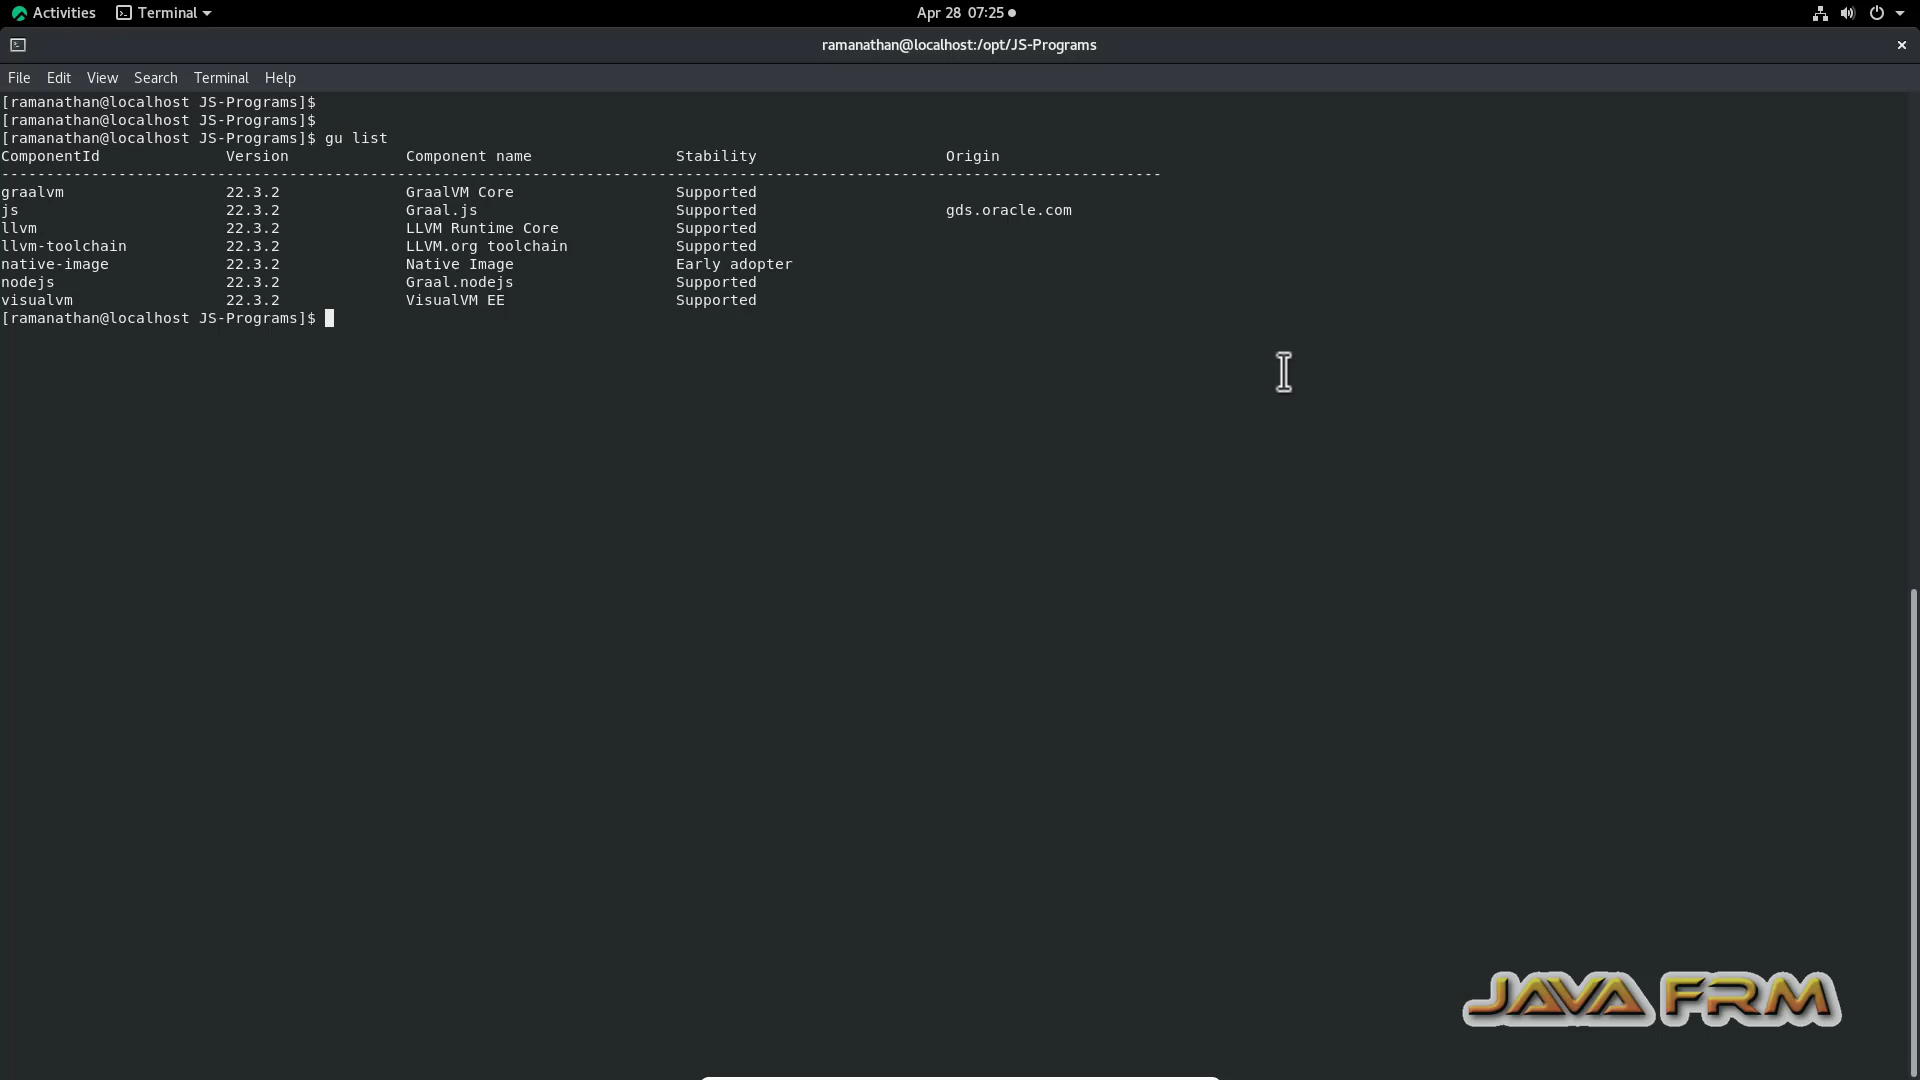 Activities Terminal Apr 28 07:25
ramanathan@localhost:/opt/JS-Programs
File Edit View Search Terminal Help
[ramanathan@localhost JS-Programs]$
[ramanathan@localhost JS-Programs]$
[ramanathan@localhost JS-Programs]$ gu list
ComponentId Version Component name Stability Origin
---------------------------------------------------------------------------------------------------------------------------------
graalvm 22.3.2 GraalVM Core Supported
js 22.3.2 Graal.js Supported gds.oracle.com
llvm 22.3.2 LLVM Runtime Core Supported
llvm-toolchain 22.3.2 LLVM.org toolchain Supported
native-image 22.3.2 Native Image Early adopter
nodejs 22.3.2 Graal.nodejs Supported
visualvm 22.3.2 VisualVM EE Supported
[ramanathan@localhost JS-Programs]$
JAVA FRM